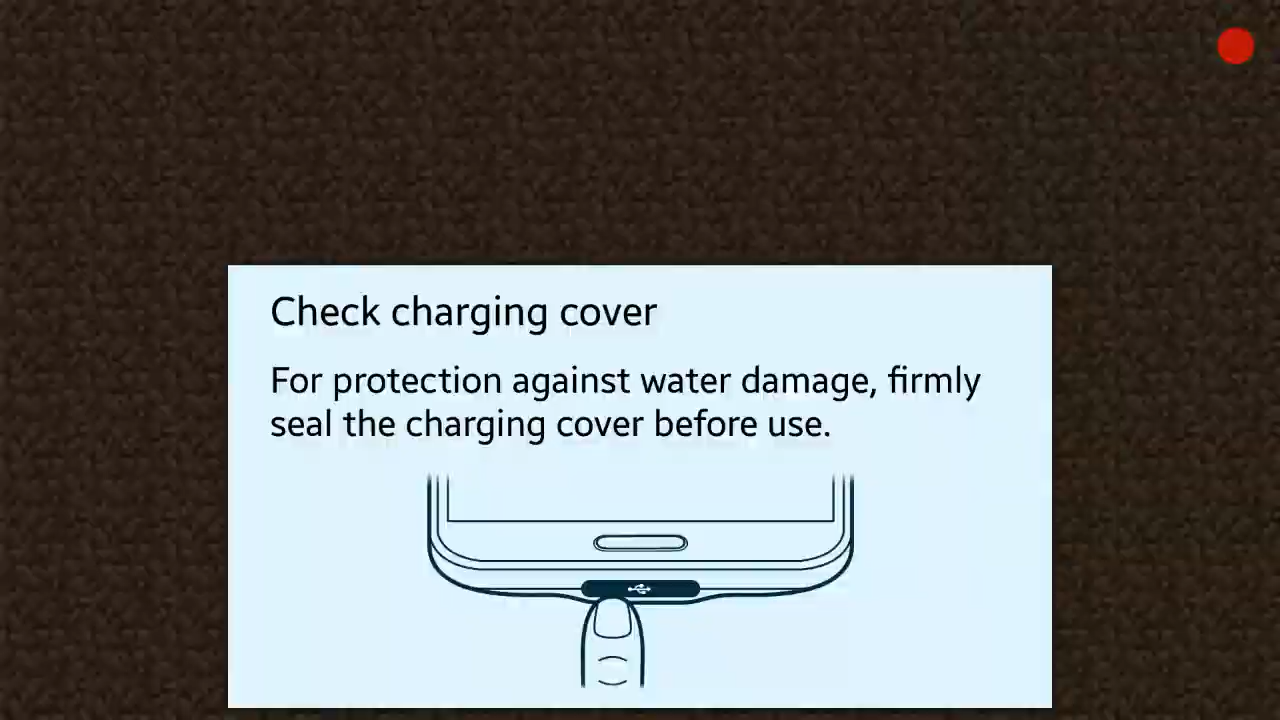 Check charging cover
For protection against water damage, firmly
seal the charging cover before use.